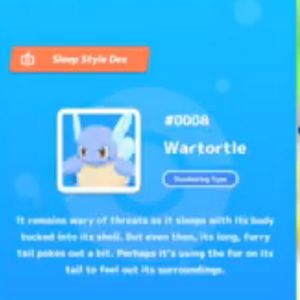 Sleep Style Dex
#0008
Wartortle
Slumbering Type
It remains wary of threats as it sleeps with its body
tucked into its shell. But even then, its long, furry
tail pokes out a bit. Perhaps it's using the fur on its
tail to feel out its surroundings.